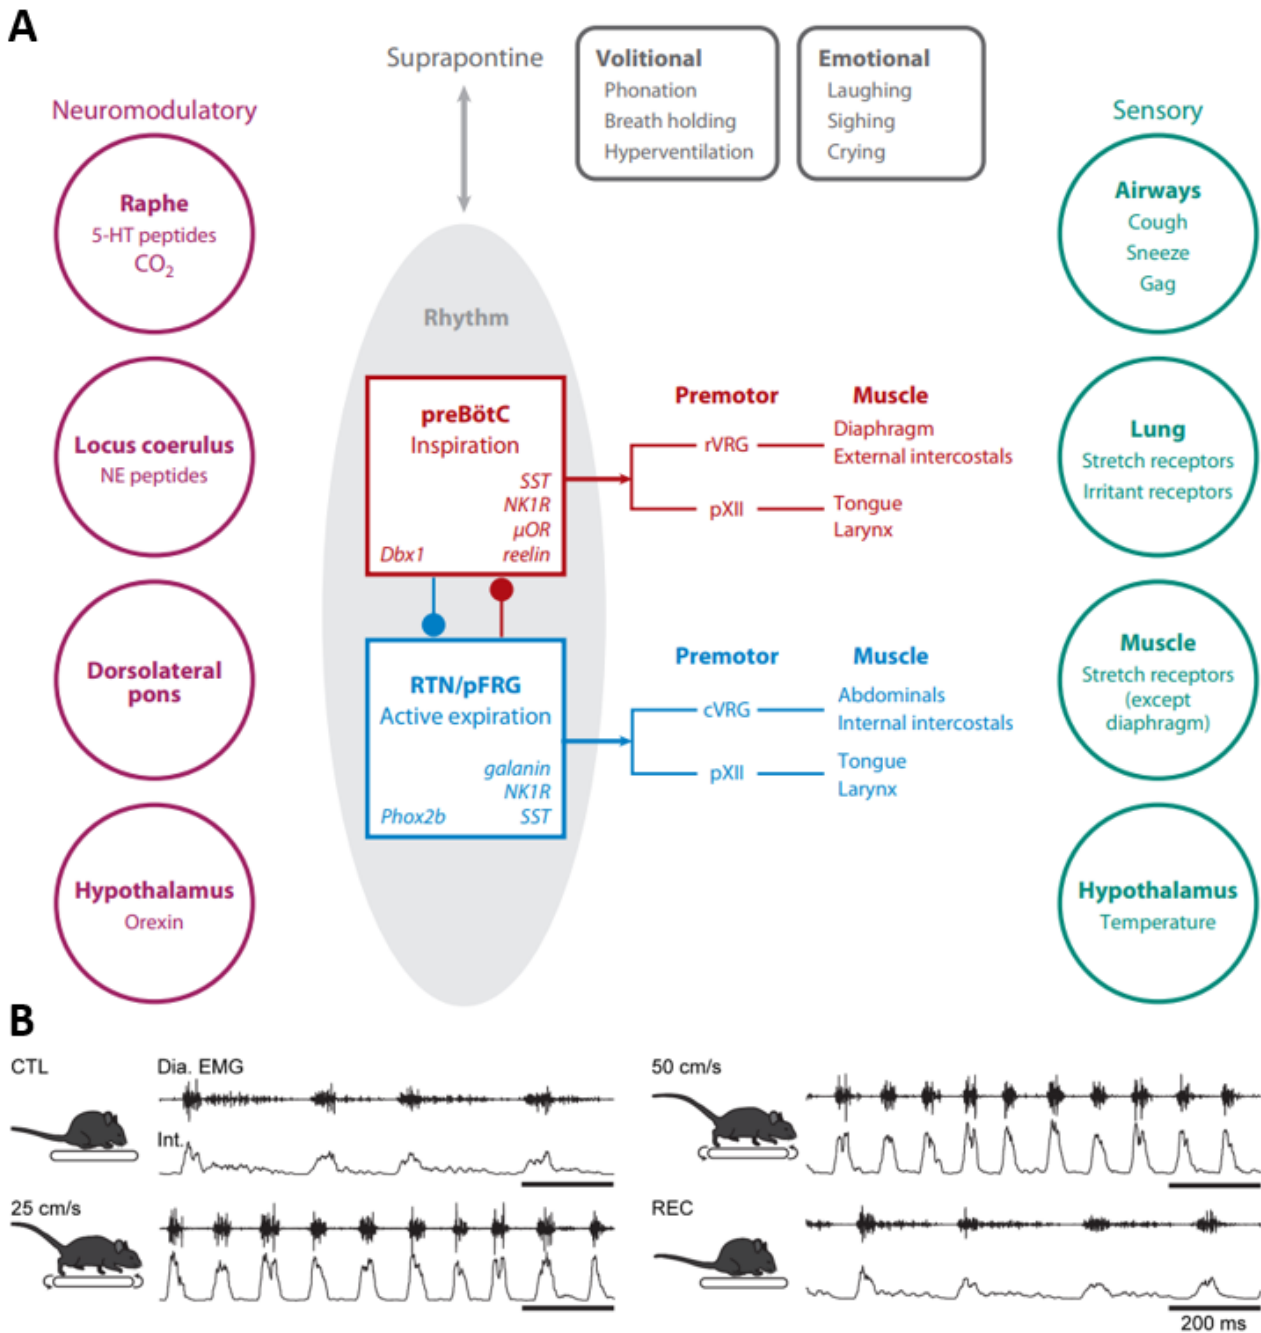 A
Suprapontine
Volitional
Phonation
Breath holding
Hyperventilation
Emotional
Laughing
Sighing
Crying
Neuromodulatory
Raphe
5-HT peptides
CO2
Locus coerulus
NE peptides
Dorsolateral
pons
Hypothalamus
Orexin
Rhythm
preBötC
Inspiration
SST
NK1R
μOR
Dbx1 reelin
Premotor Muscle
rVRG
Diaphragm
External intercostals
pXII
Tongue
Larynx
RTN/pFRG
Active expiration
galanin
NK1R
Phox2b SST
Premotor Muscle
cVRG
Abdominals
Internal intercostals
pXII
Tongue
Larynx
Sensory
Airways
Cough
Sneeze
Gag
Lung
Stretch receptors
Irritant receptors
Muscle
Stretch receptors
(except
diaphragm)
Hypothalamus
Temperature
B
CTL
Dia. EMG
Int.
25 cm/s
50 cm/s
REC
200 ms